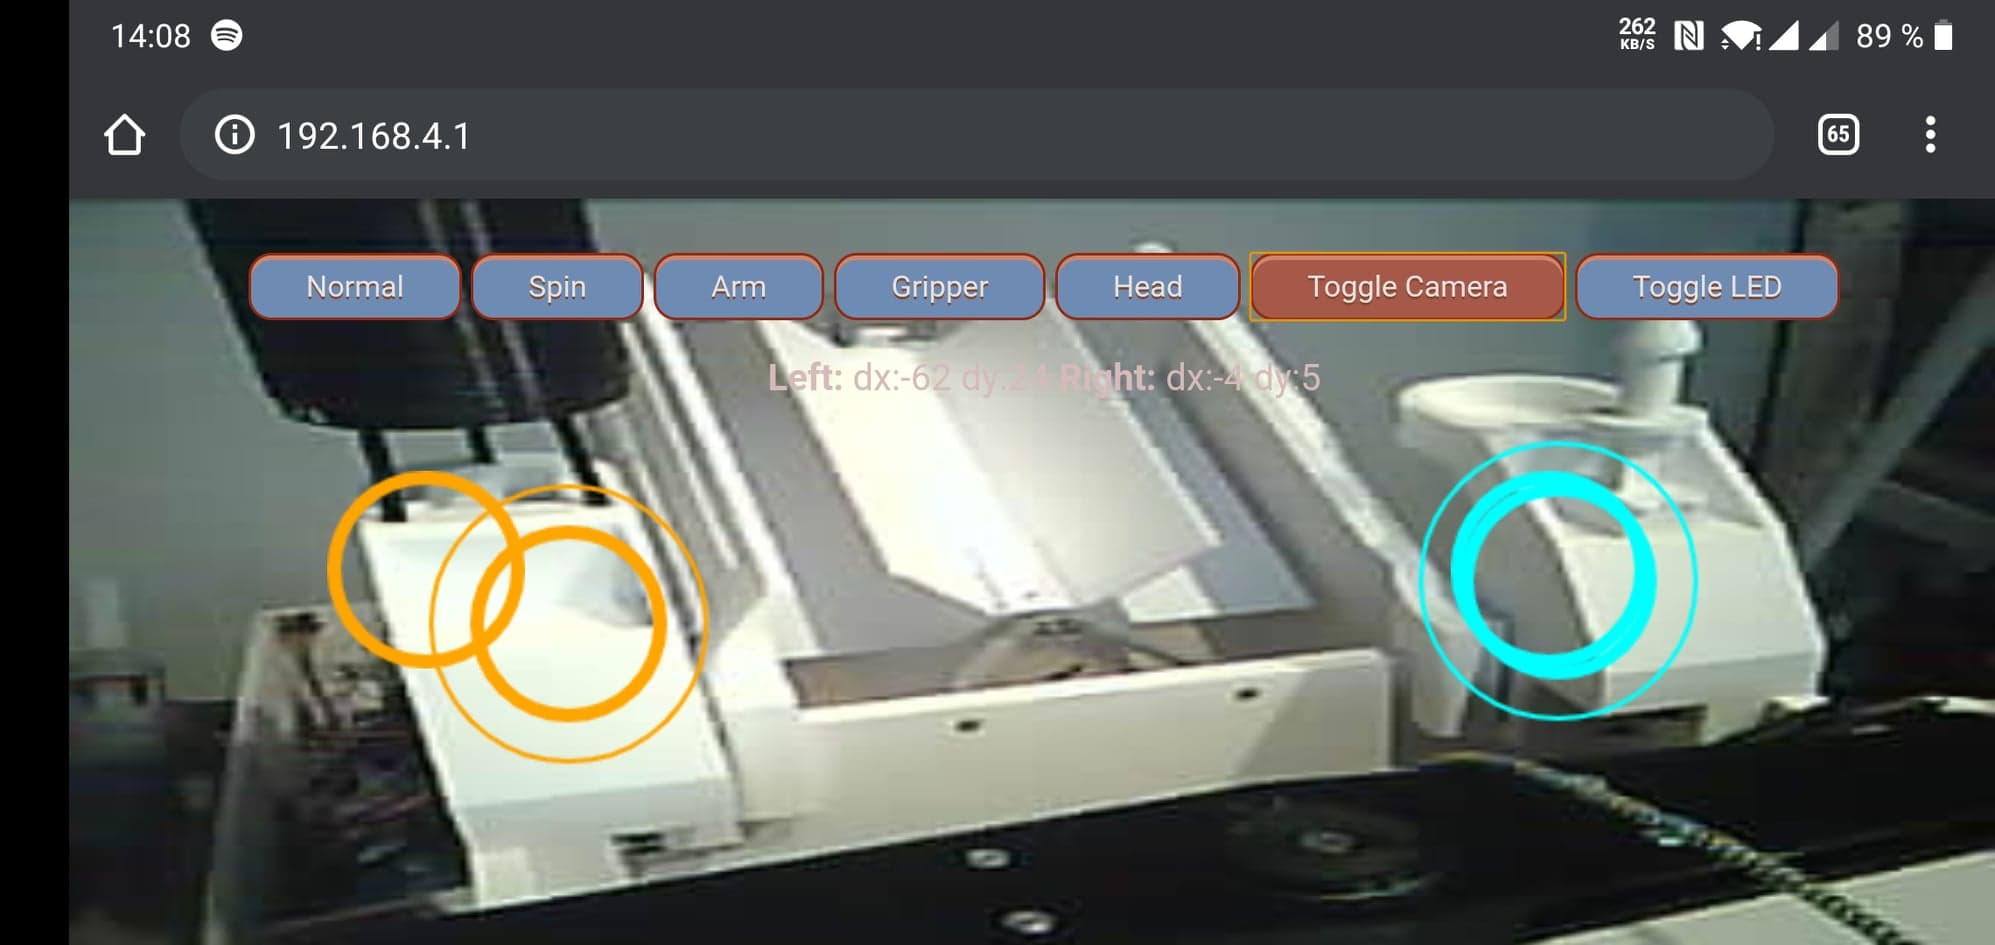 14:08 262 KB/S N 89 %
192.168.4.1 65
Normal Spin Arm Gripper Head Toggle Camera Toggle LED
Left: dx:-62 dy:24 Right: dx:-4 dy:5